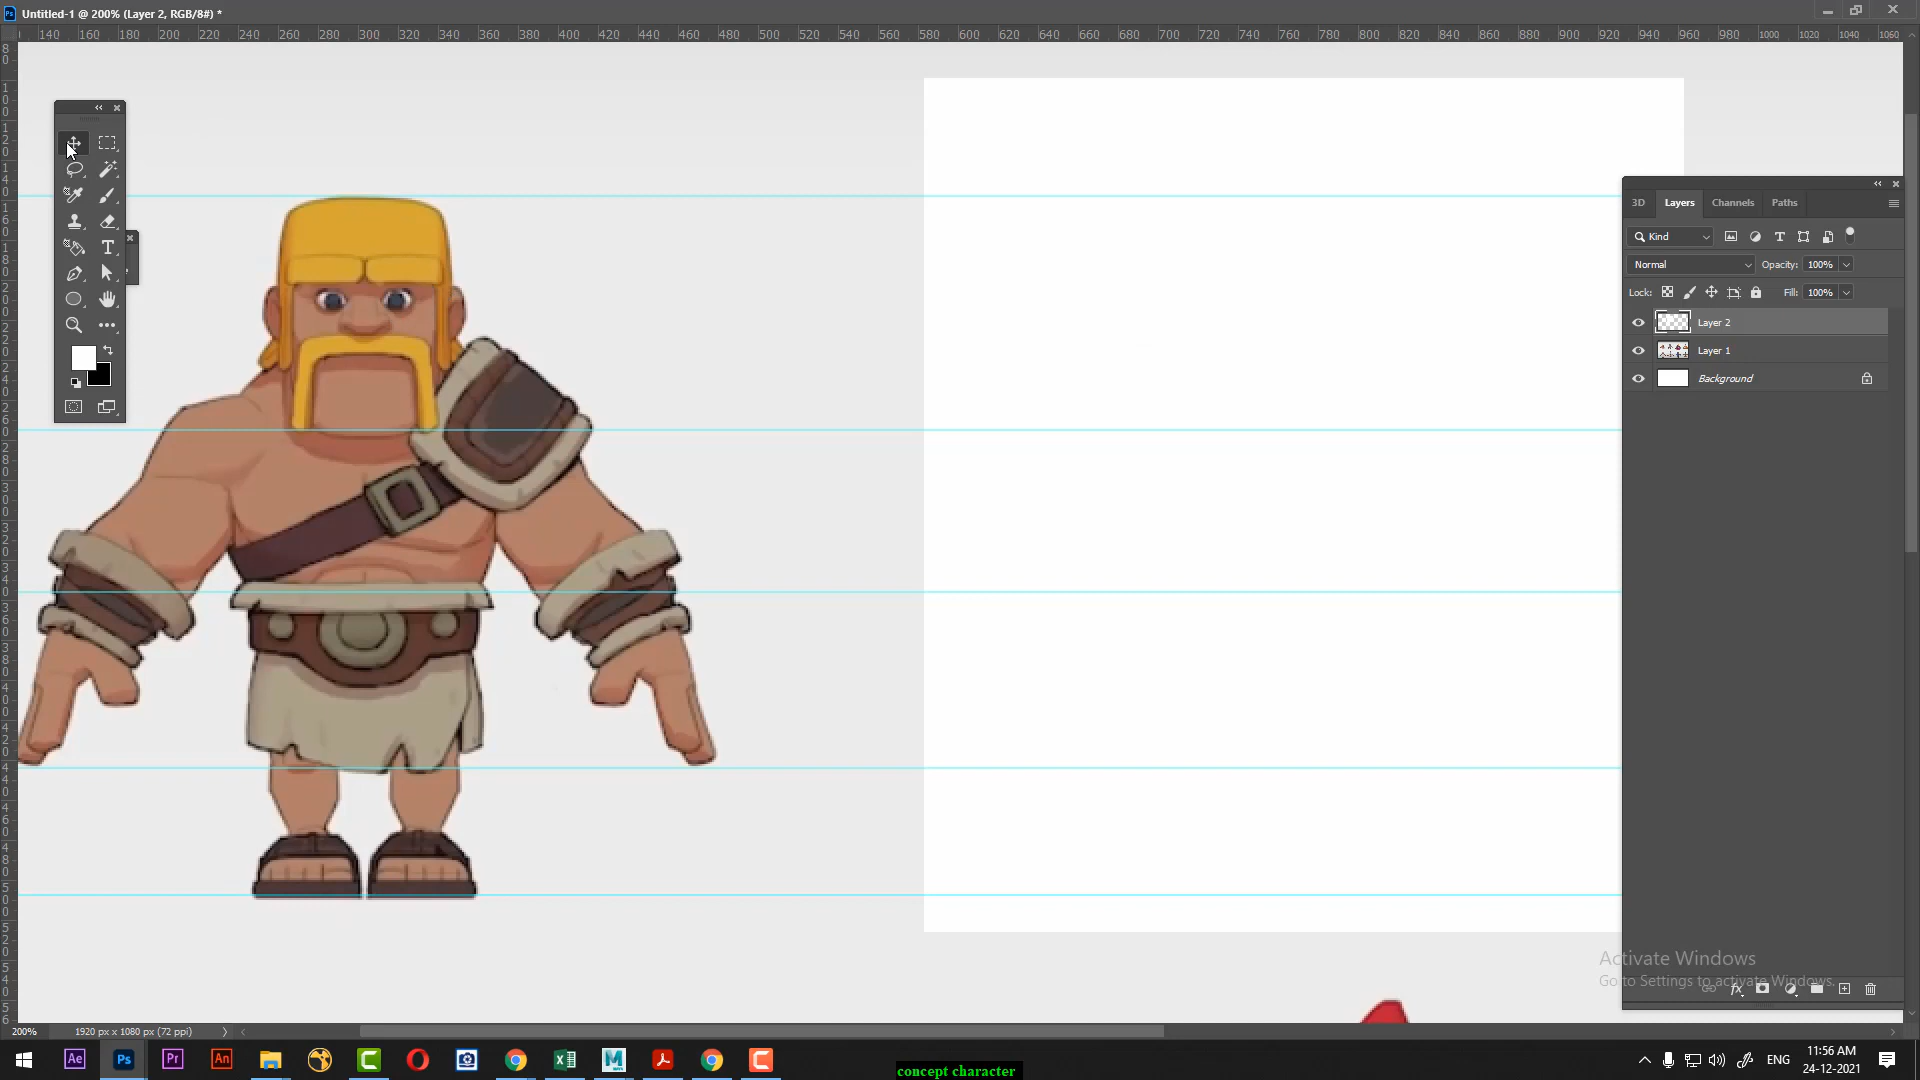 Untitled-1 @ 200% (Layer 2, RGB/8#) *
140 160 180 200 220 240 260 280 300 320 340 360 380 400 420 440 460 480 500 520 540 560 580 600 620 640 660 680 700 720 740 760 780 800 820 840 860 880 900 920 940 960 980 1000 1020 1040 1060
3D Layers Channels Paths
Kind
Normal Opacity: 100%
Lock: Fill: 100%
Layer 2
Layer 1
Background
Activate Windows
Go to Settings to activate Windows.
200% 1920 px x 1080 px (72 ppi)
Ae Ps Pr An
ENG
11:56 AM
24-12-2021
concept character